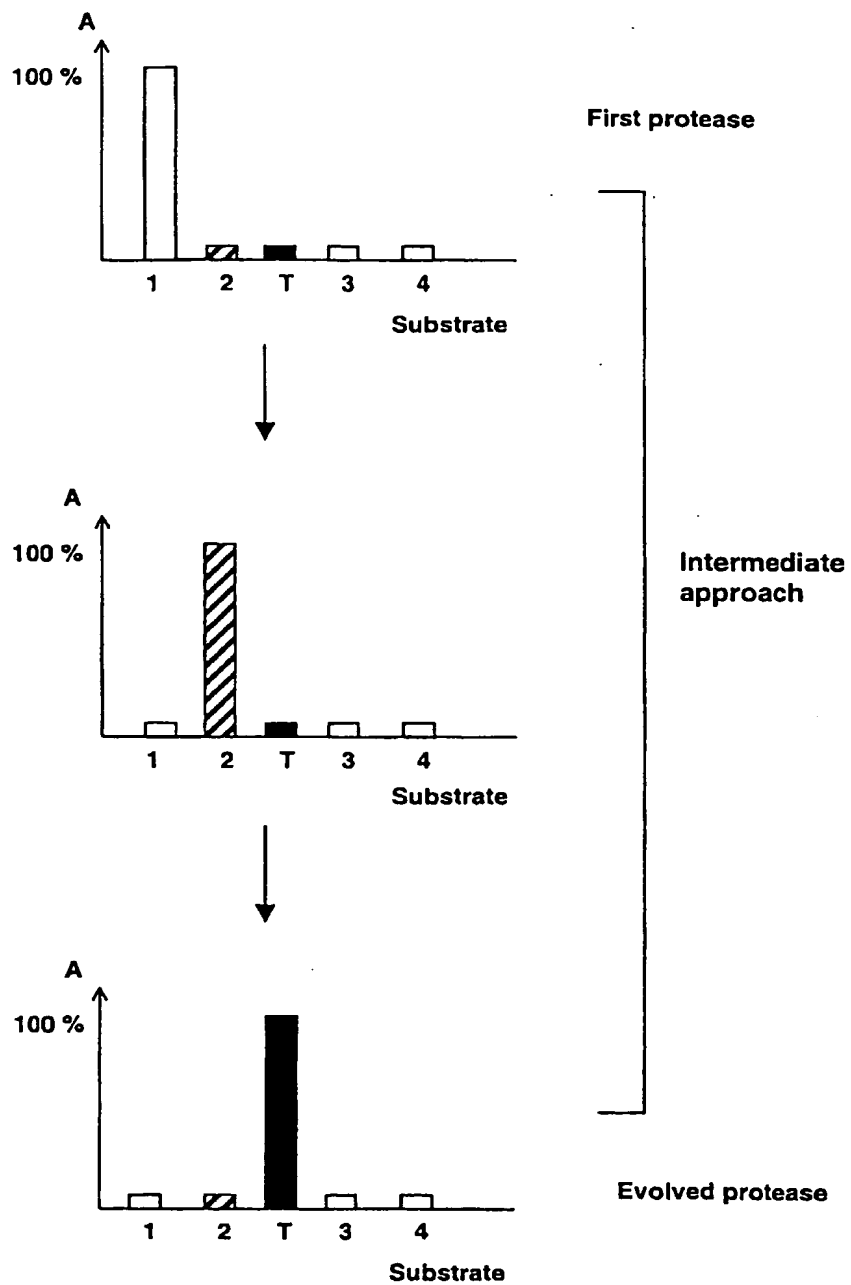 A
100 %
First protease
1 2 T 3 4
Substrate
A
100 %
Intermediate
approach
1 2 T 3 4
Substrate
A
100 %
Evolved protease
1 2 T 3 4
Substrate